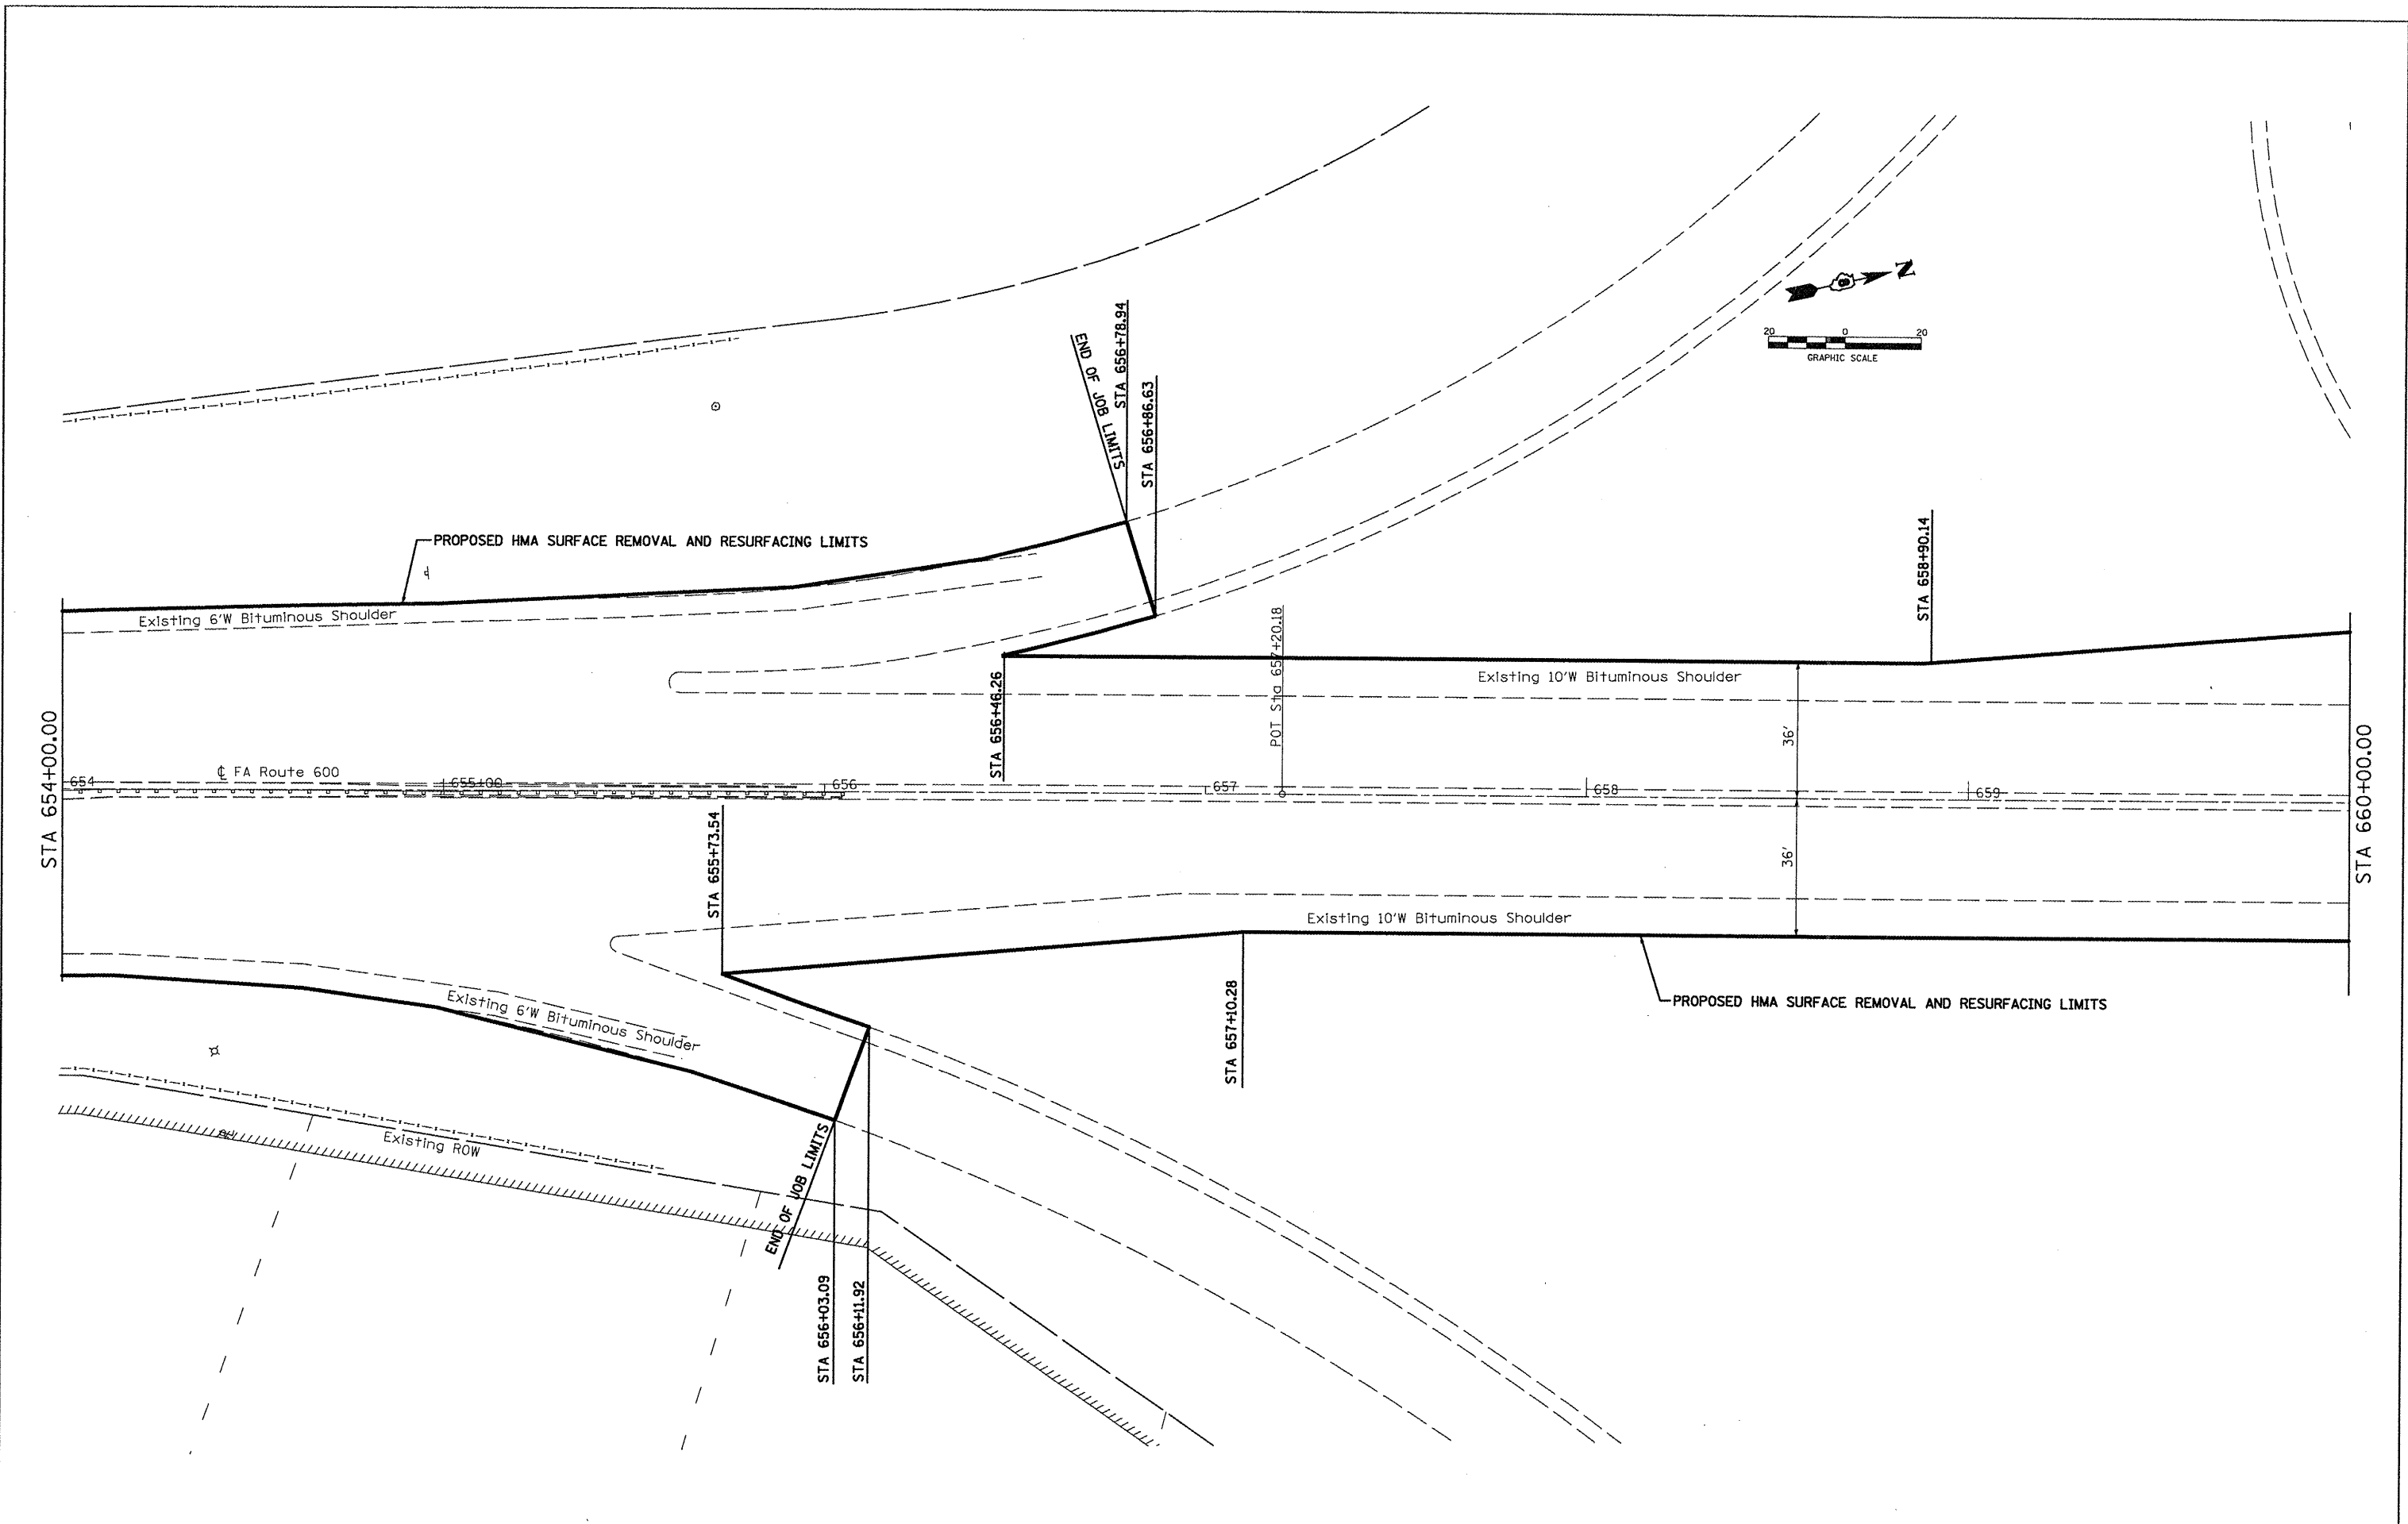 N
20 0 20
GRAPHIC SCALE
END OF JOB LIMITS
STA 656+78.94
STA 656+86.63
PROPOSED HMA SURFACE REMOVAL AND RESURFACING LIMITS
STA 658+90.14
Existing 6'W Bituminous Shoulder
POT Sta 657+20.18
STA 656+46.26
Existing 10'W Bituminous Shoulder
36'
STA 654+00.00
℄ FA Route 600
654 655+00 656 657 658 659
STA 660+00.00
STA 655+73.54
36'
Existing 10'W Bituminous Shoulder
Existing 6'W Bituminous Shoulder
STA 657+10.28
PROPOSED HMA SURFACE REMOVAL AND RESURFACING LIMITS
Existing ROW
END OF JOB LIMITS
STA 656+03.09
STA 656+11.92